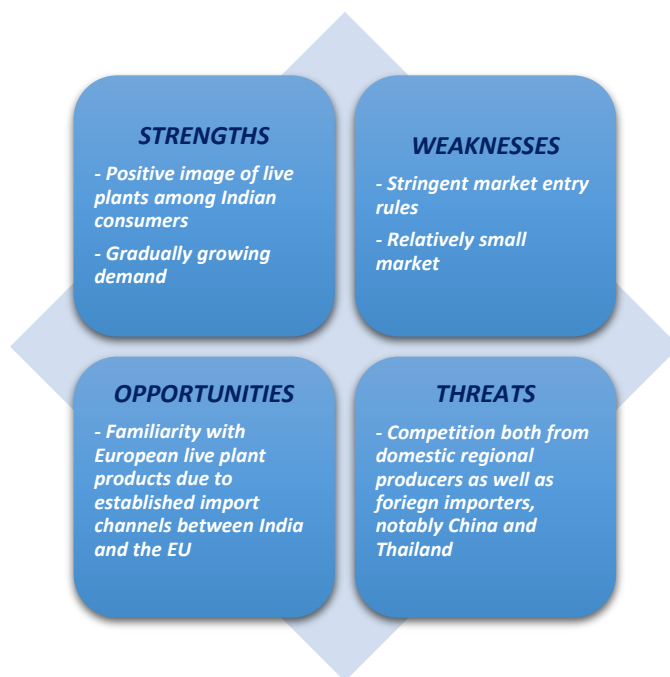 STRENGTHS
- Positive image of live
plants among Indian
consumers
- Gradually growing
demand
WEAKNESSES
- Stringent market entry
rules
- Relatively small
market
OPPORTUNITIES
- Familiarity with
European live plant
products due to
established import
channels between India
and the EU
THREATS
- Competition both from
domestic regional
producers as well as
foriegn importers,
notably China and
Thailand